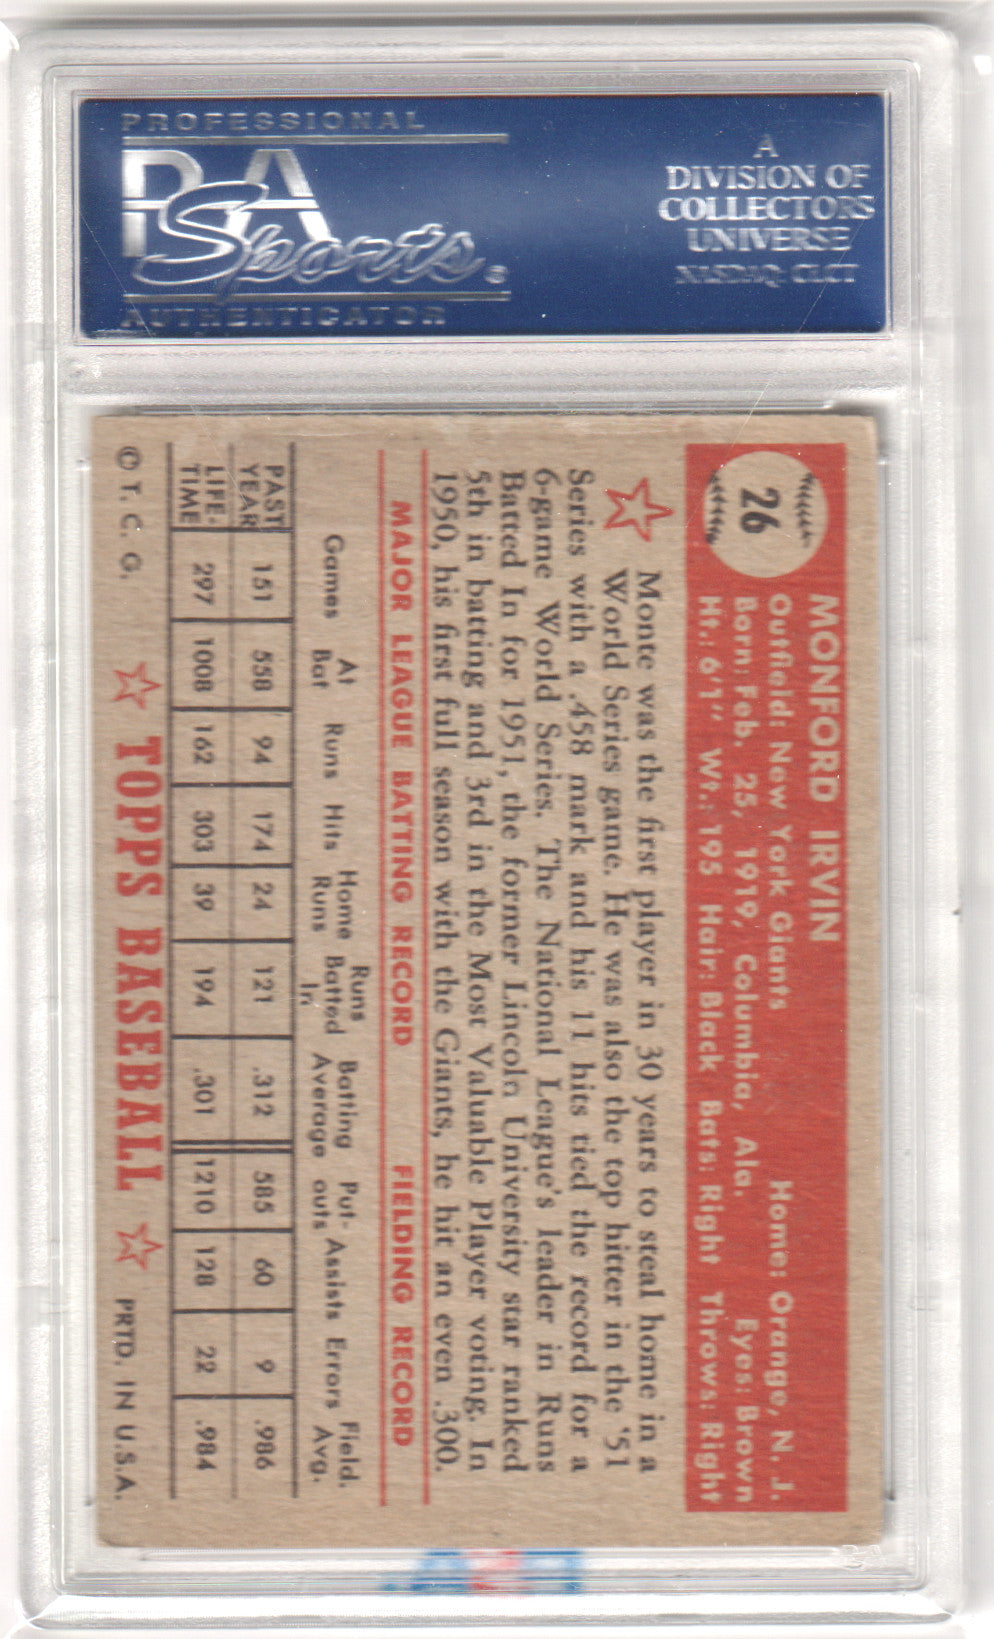 PROFESSIONAL
PSA
Sports®
AUTHENTICATOR
A
DIVISION OF
COLLECTORS
UNIVERSE
NASDAQ: CLCT
26
MONFORD IRVIN
Outfield: New York Giants Home: Orange, N. J.
Born: Feb. 25, 1919, Columbia, Ala. Eyes: Brown
Ht.: 6'1" Wt.: 195 Hair: Black Bats: Right Throws: Right
Monte was the first player in 30 years to steal home in a
World Series game. He was also the top hitter in the '51
Series with a .458 mark and his 11 hits tied the record for a
6-game World Series. The National League's leader in Runs
Batted In for 1951, the former Lincoln University star ranked
5th in batting and 3rd in the Most Valuable Player voting. In
1950, his first full season with the Giants, he hit an even .300.
MAJOR LEAGUE BATTING RECORD FIELDING RECORD
Games At Bat Runs Hits Home Runs Runs Batted In Batting Average Put-outs Assists Errors Field. Avg.
PAST YEAR 151 558 94 174 24 121 .312 585 60 9 .986
LIFE-TIME 297 1008 162 303 39 194 .301 1210 128 22 .984
© T. C. G. TOPPS BASEBALL PRTD. IN U.S.A.